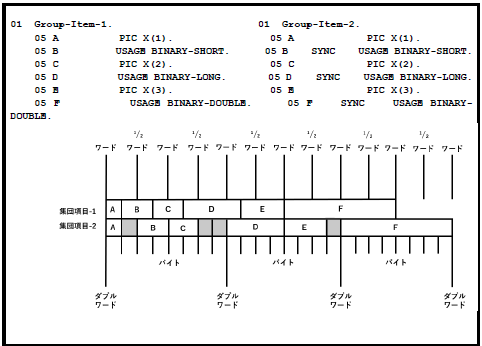 01 Group-Item-1. 01 Group-Item-2.
05 A PIC X(1). 05 A PIC X(1).
05 B USAGE BINARY-SHORT. 05 B SYNC USAGE BINARY-SHORT.
05 C PIC X(2). 05 C PIC X(2).
05 D USAGE BINARY-LONG. 05 D SYNC USAGE BINARY-LONG.
05 E PIC X(3). 05 E PIC X(3).
05 F USAGE BINARY-DOUBLE. 05 F SYNC USAGE BINARY-
DOUBLE.
1/2 1/2 1/2 1/2 1/2 1/2
ワード ワード ワード ワード ワード ワード ワード ワード ワード ワード ワード ワード ワード
集団項目-1 A B C D E F
集団項目-2 A B C D E F
バイト バイト バイト
ダブル ダブル ダブル ダブル
ワード ワード ワード ワード